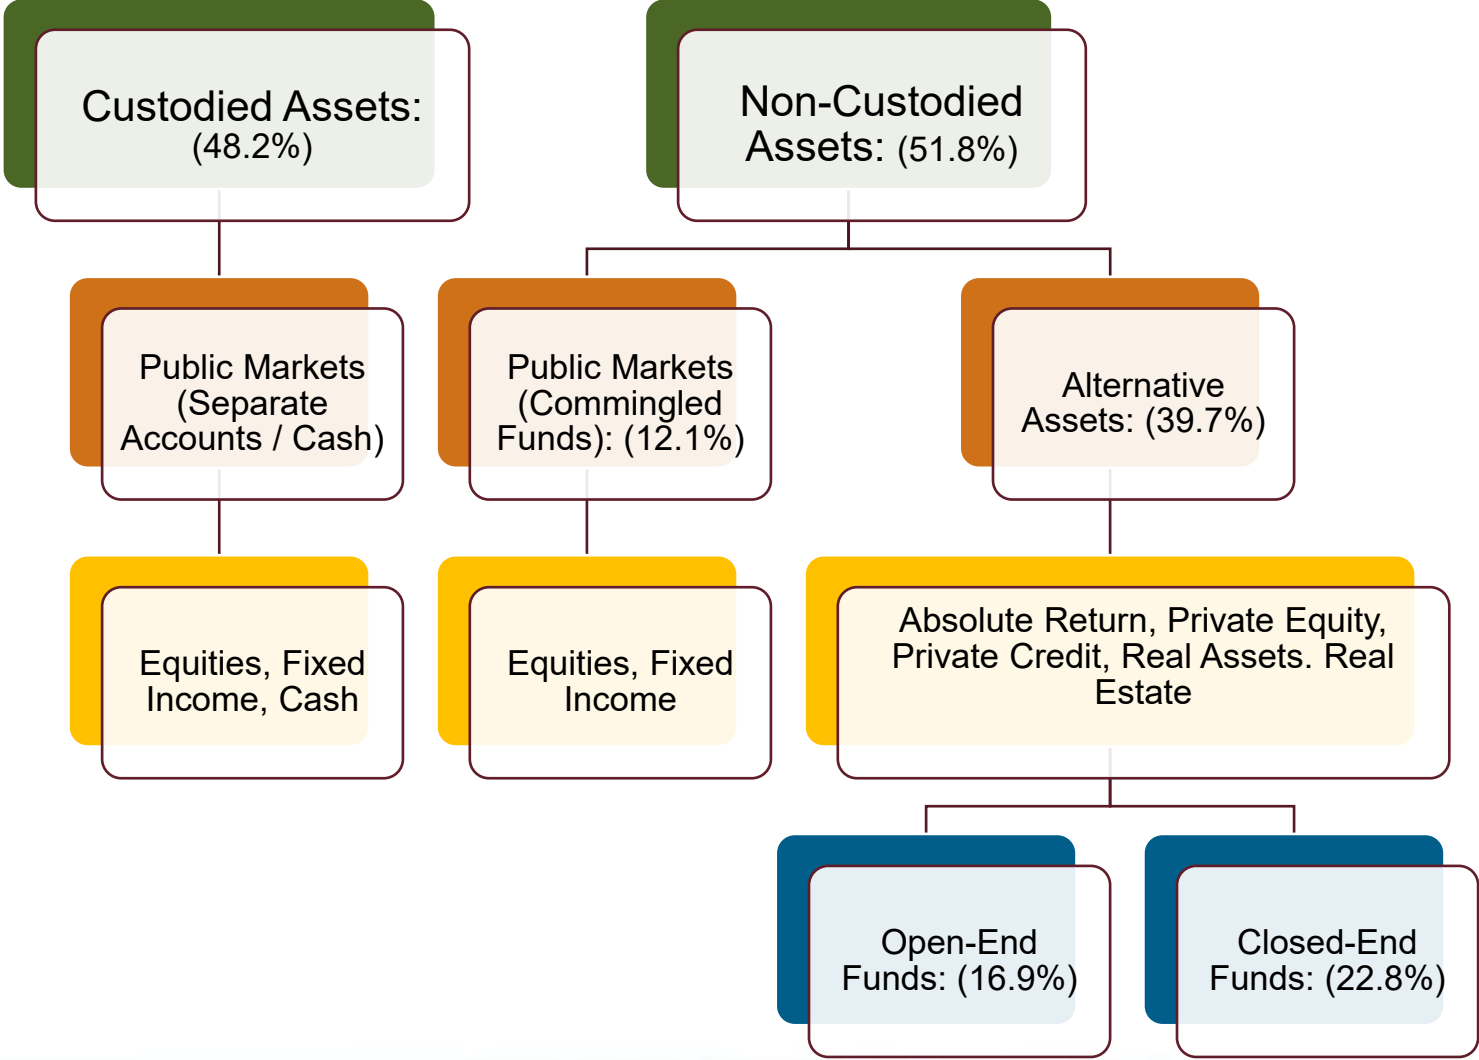 Custodied Assets:
(48.2%)
Non-Custodied
Assets: (51.8%)
Public Markets
(Separate
Accounts / Cash)
Public Markets
(Commingled
Funds): (12.1%)
Alternative
Assets: (39.7%)
Equities, Fixed
Income, Cash
Equities, Fixed
Income
Absolute Return, Private Equity,
Private Credit, Real Assets. Real
Estate
Open-End
Funds: (16.9%)
Closed-End
Funds: (22.8%)